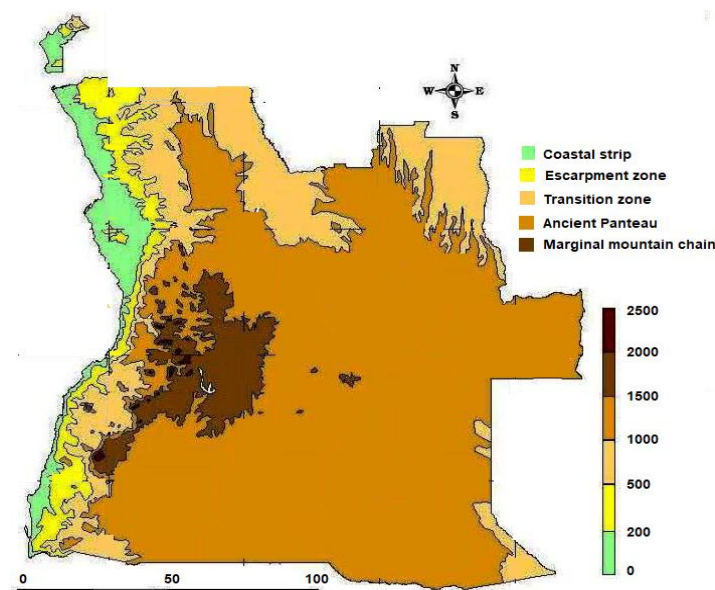 N
W E
S
Coastal strip
Escarpment zone
Transition zone
Ancient Panteau
Marginal mountain chain
2500
2000
1500
1000
500
200
0
0 50 100